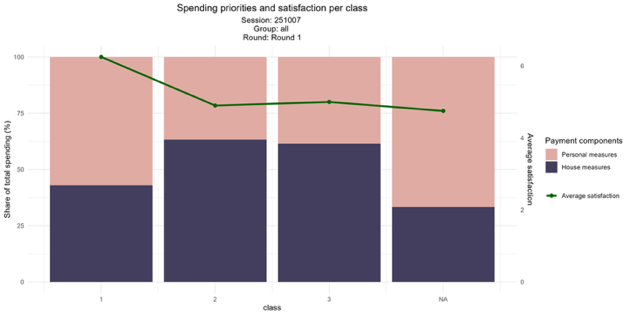 Spending priorities and satisfaction per class
Session: 251007
Group: all
Round: Round 1
100
75
50
25
0
Share of total spending (%)
6
4
2
0
Average satisfaction
1
2
3
NA
class
Payment components
Personal measures
House measures
Average satisfaction